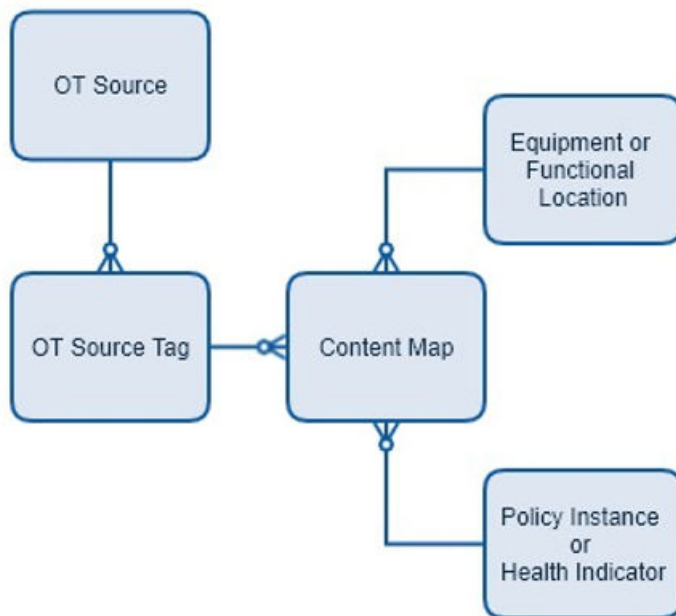 OT Source
Equipment or
Functional
Location
OT Source Tag
Content Map
Policy Instance
or
Health Indicator